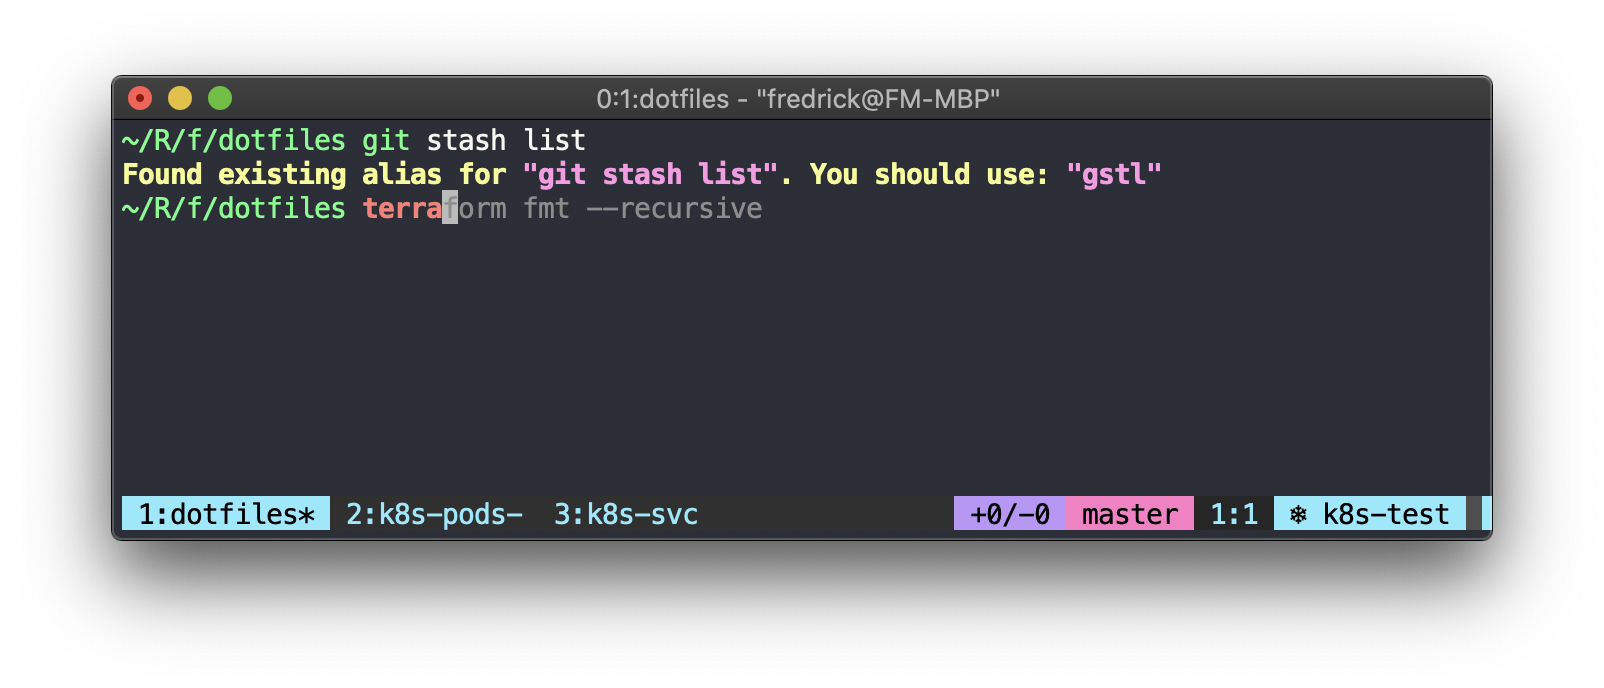 0:1:dotfiles - "fredrick@FM-MBP"
~/R/f/dotfiles git stash list
Found existing alias for "git stash list". You should use: "gstl"
~/R/f/dotfiles terraform fmt --recursive
1:dotfiles* 2:k8s-pods- 3:k8s-svc +0/-0 master 1:1 ❄ k8s-test